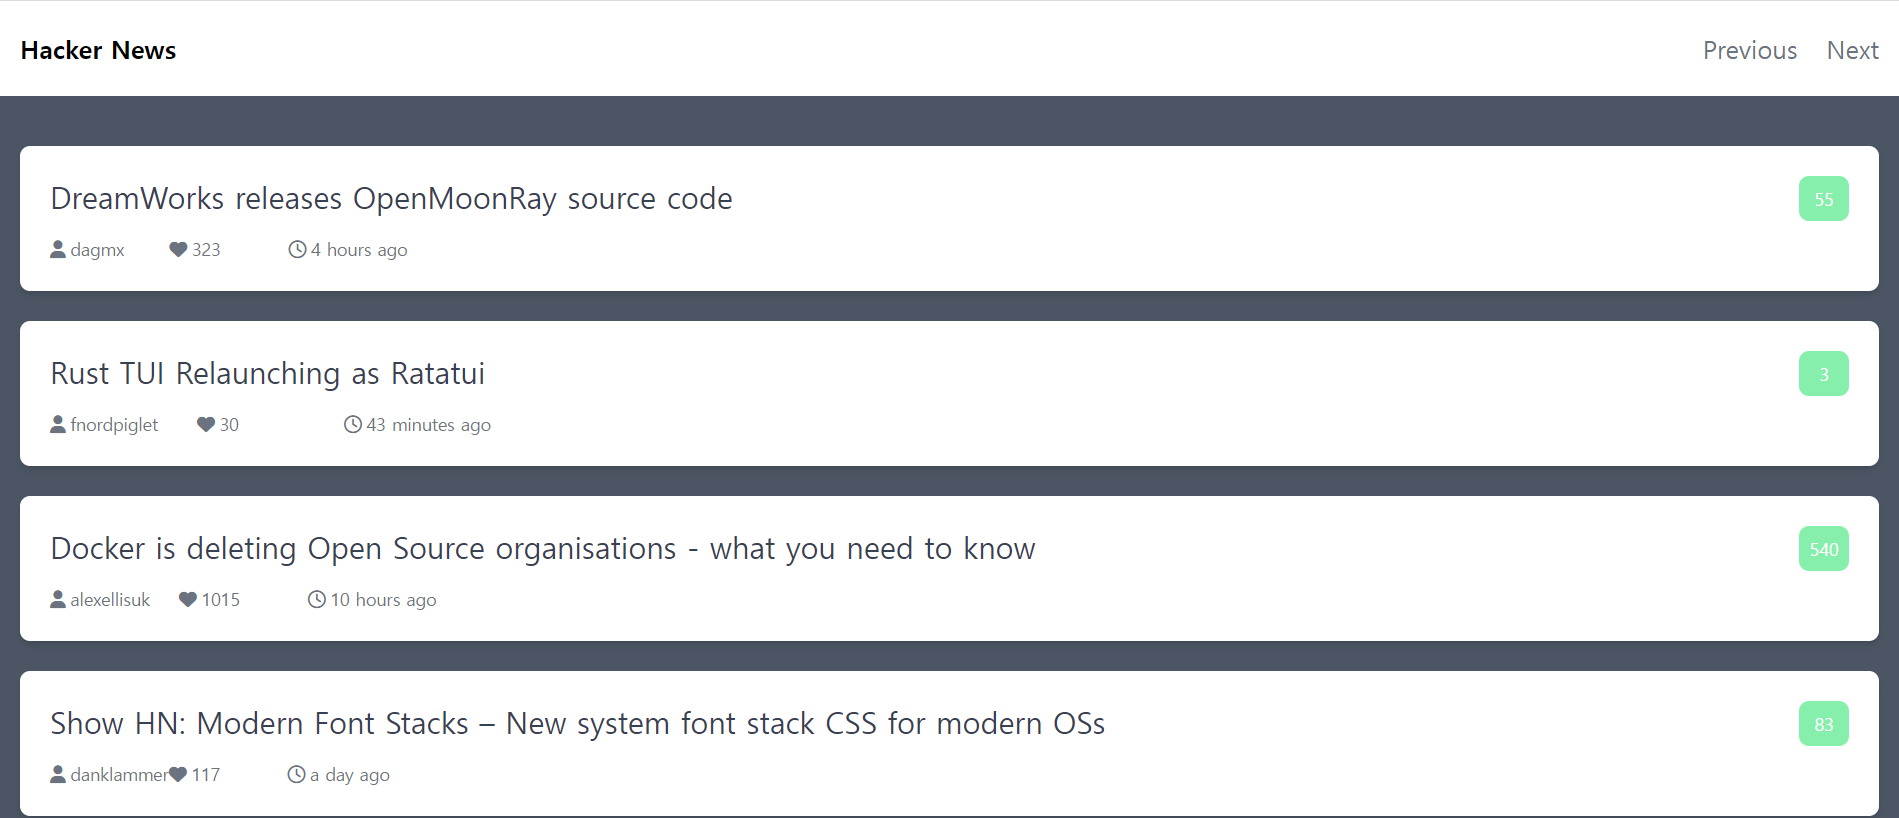 Hacker News Previous Next
DreamWorks releases OpenMoonRay source code 55
dagmx 323 4 hours ago
Rust TUI Relaunching as Ratatui 3
fnordpiglet 30 43 minutes ago
Docker is deleting Open Source organisations - what you need to know 540
alexellisuk 1015 10 hours ago
Show HN: Modern Font Stacks – New system font stack CSS for modern OSs 83
danklammer 117 a day ago